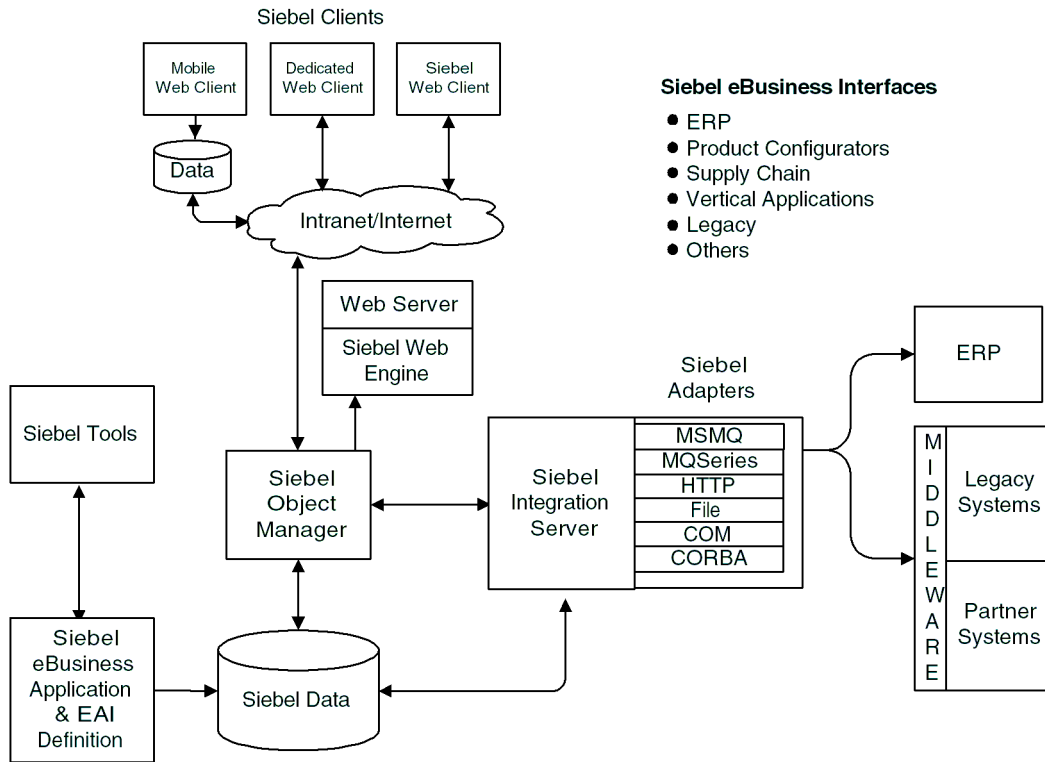 Siebel Clients
Mobile
Web Client
Dedicated
Web Client
Siebel
Web Client
Data
Intranet/Internet
Siebel eBusiness Interfaces
● ERP
● Product Configurators
● Supply Chain
● Vertical Applications
● Legacy
● Others
Web Server
Siebel Web
Engine
Siebel Tools
Siebel
Object
Manager
Siebel
Integration
Server
Siebel
Adapters
MSMQ
MQSeries
HTTP
File
COM
CORBA
ERP
MIDDLEWARE
Legacy
Systems
Partner
Systems
Siebel
eBusiness
Application
& EAI
Definition
Siebel Data